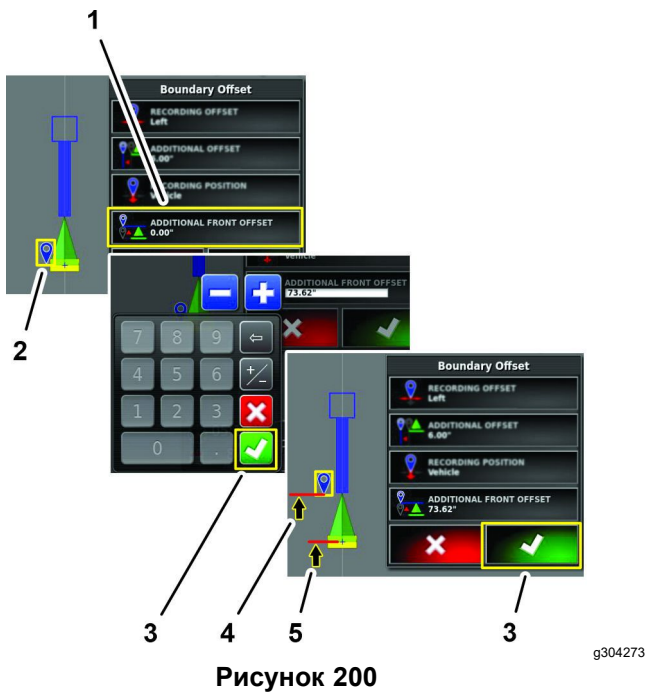 1
Boundary Offset
RECORDING OFFSET
Left
ADDITIONAL OFFSET
6.00"
RECORDING POSITION
Vehicle
ADDITIONAL FRONT OFFSET
0.00"
2
Vehicle
ADDITIONAL FRONT OFFSET
73.62"
7 8 9
4 5 6 +/-
1 2 3
0 .
Boundary Offset
RECORDING OFFSET
Left
ADDITIONAL OFFSET
6.00"
RECORDING POSITION
Vehicle
ADDITIONAL FRONT OFFSET
73.62"
3 4 5 3
g304273
Рисунок 200